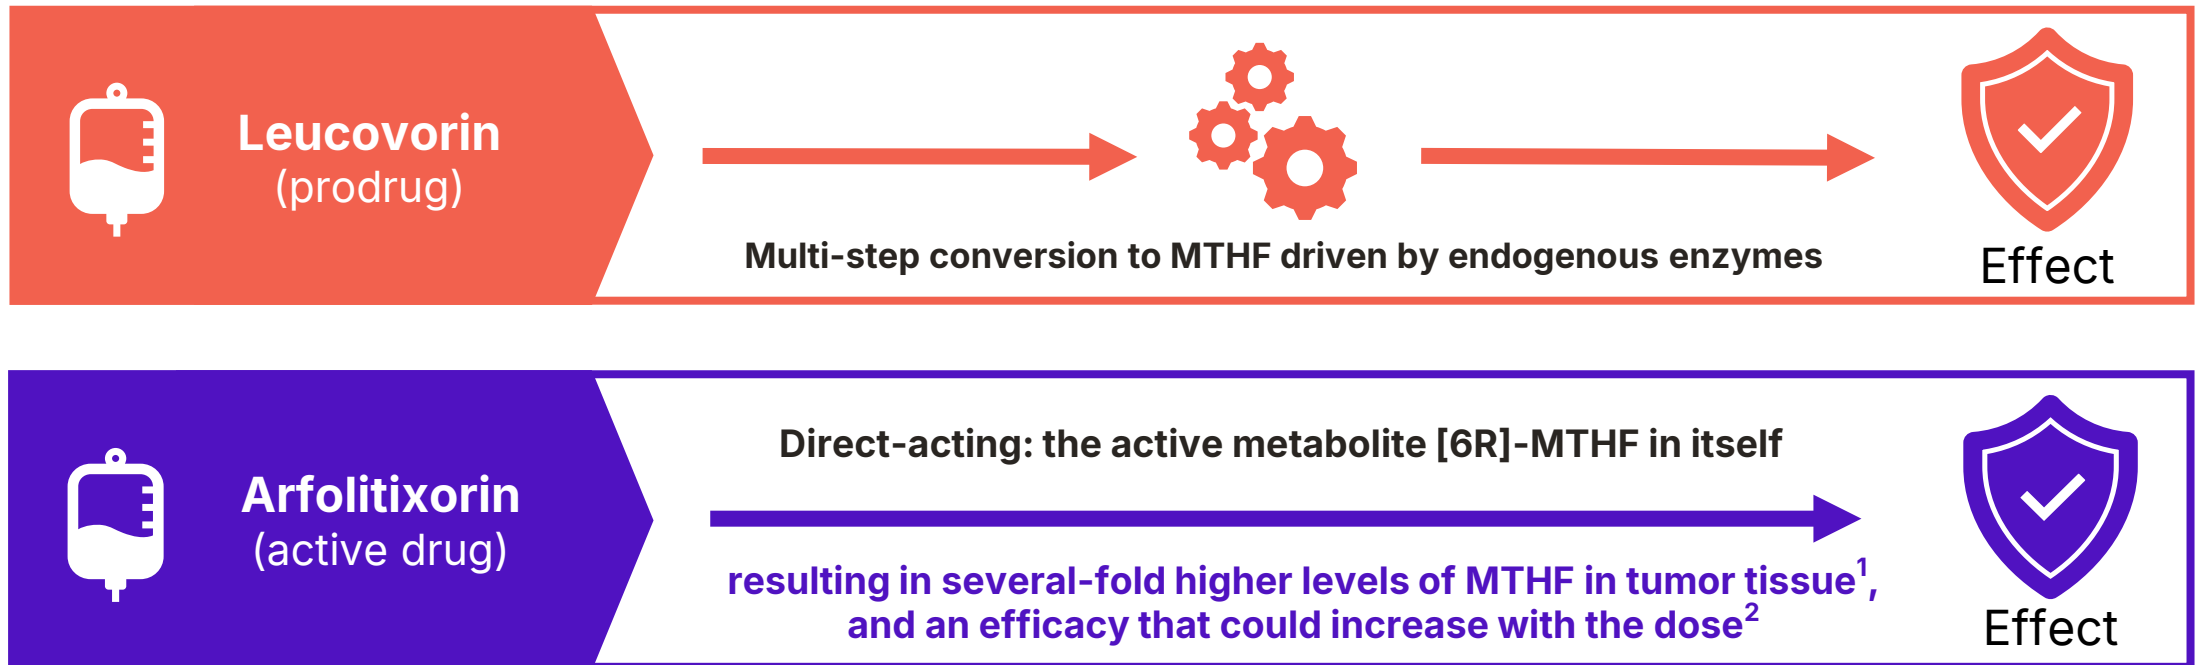 Leucovorin
(prodrug)
Multi-step conversion to MTHF driven by endogenous enzymes
Effect
Arfolitixorin
(active drug)
Direct-acting: the active metabolite [6R]-MTHF in itself
resulting in several-fold higher levels of MTHF in tumor tissue¹,
and an efficacy that could increase with the dose²
Effect